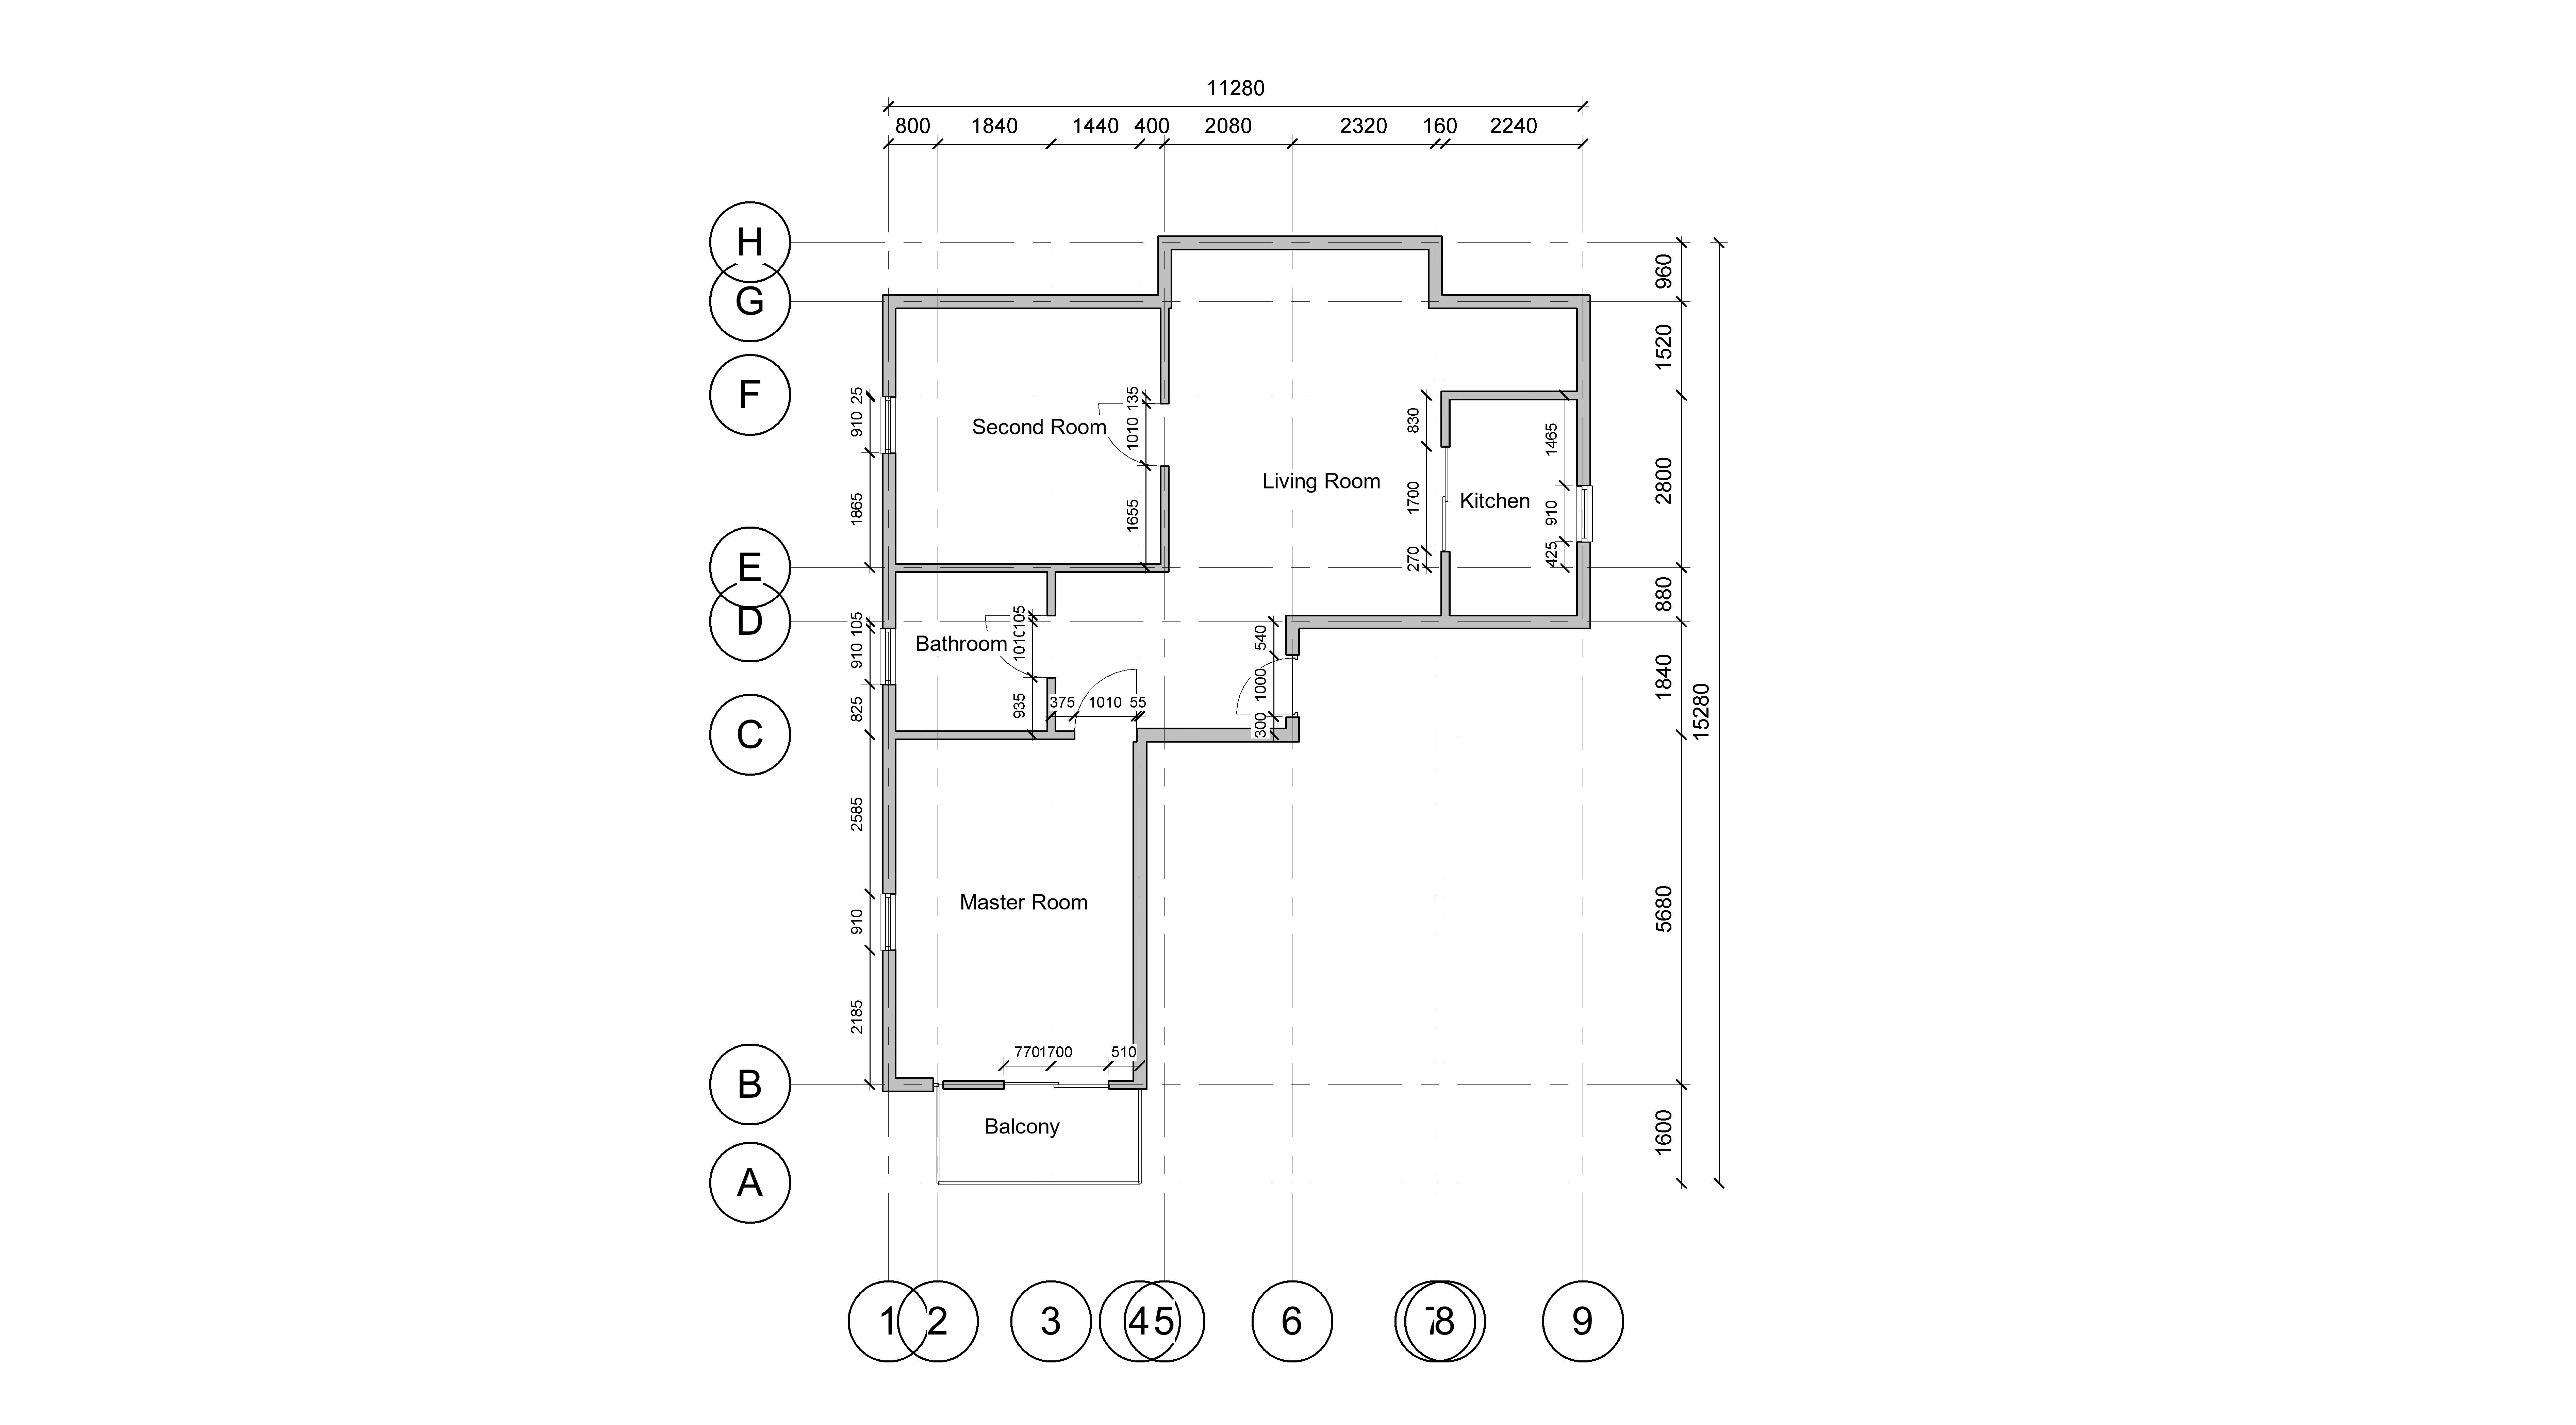 11280
800 1840 1440 400 2080 2320 160 2240
H
960
G
1520
F
25
135
910
1010
Second Room
830
1465
2800
Living Room
1700
Kitchen
1865
1655
910
270
425
E
880
D
105
105
540
910
Bathroom
1010
1000
1840
15280
825
935
375 1010 55
300
C
2585
Master Room
910
5680
2185
770 1700 510
B
Balcony
1600
A
1 2 3 4 5 6 7 8 9